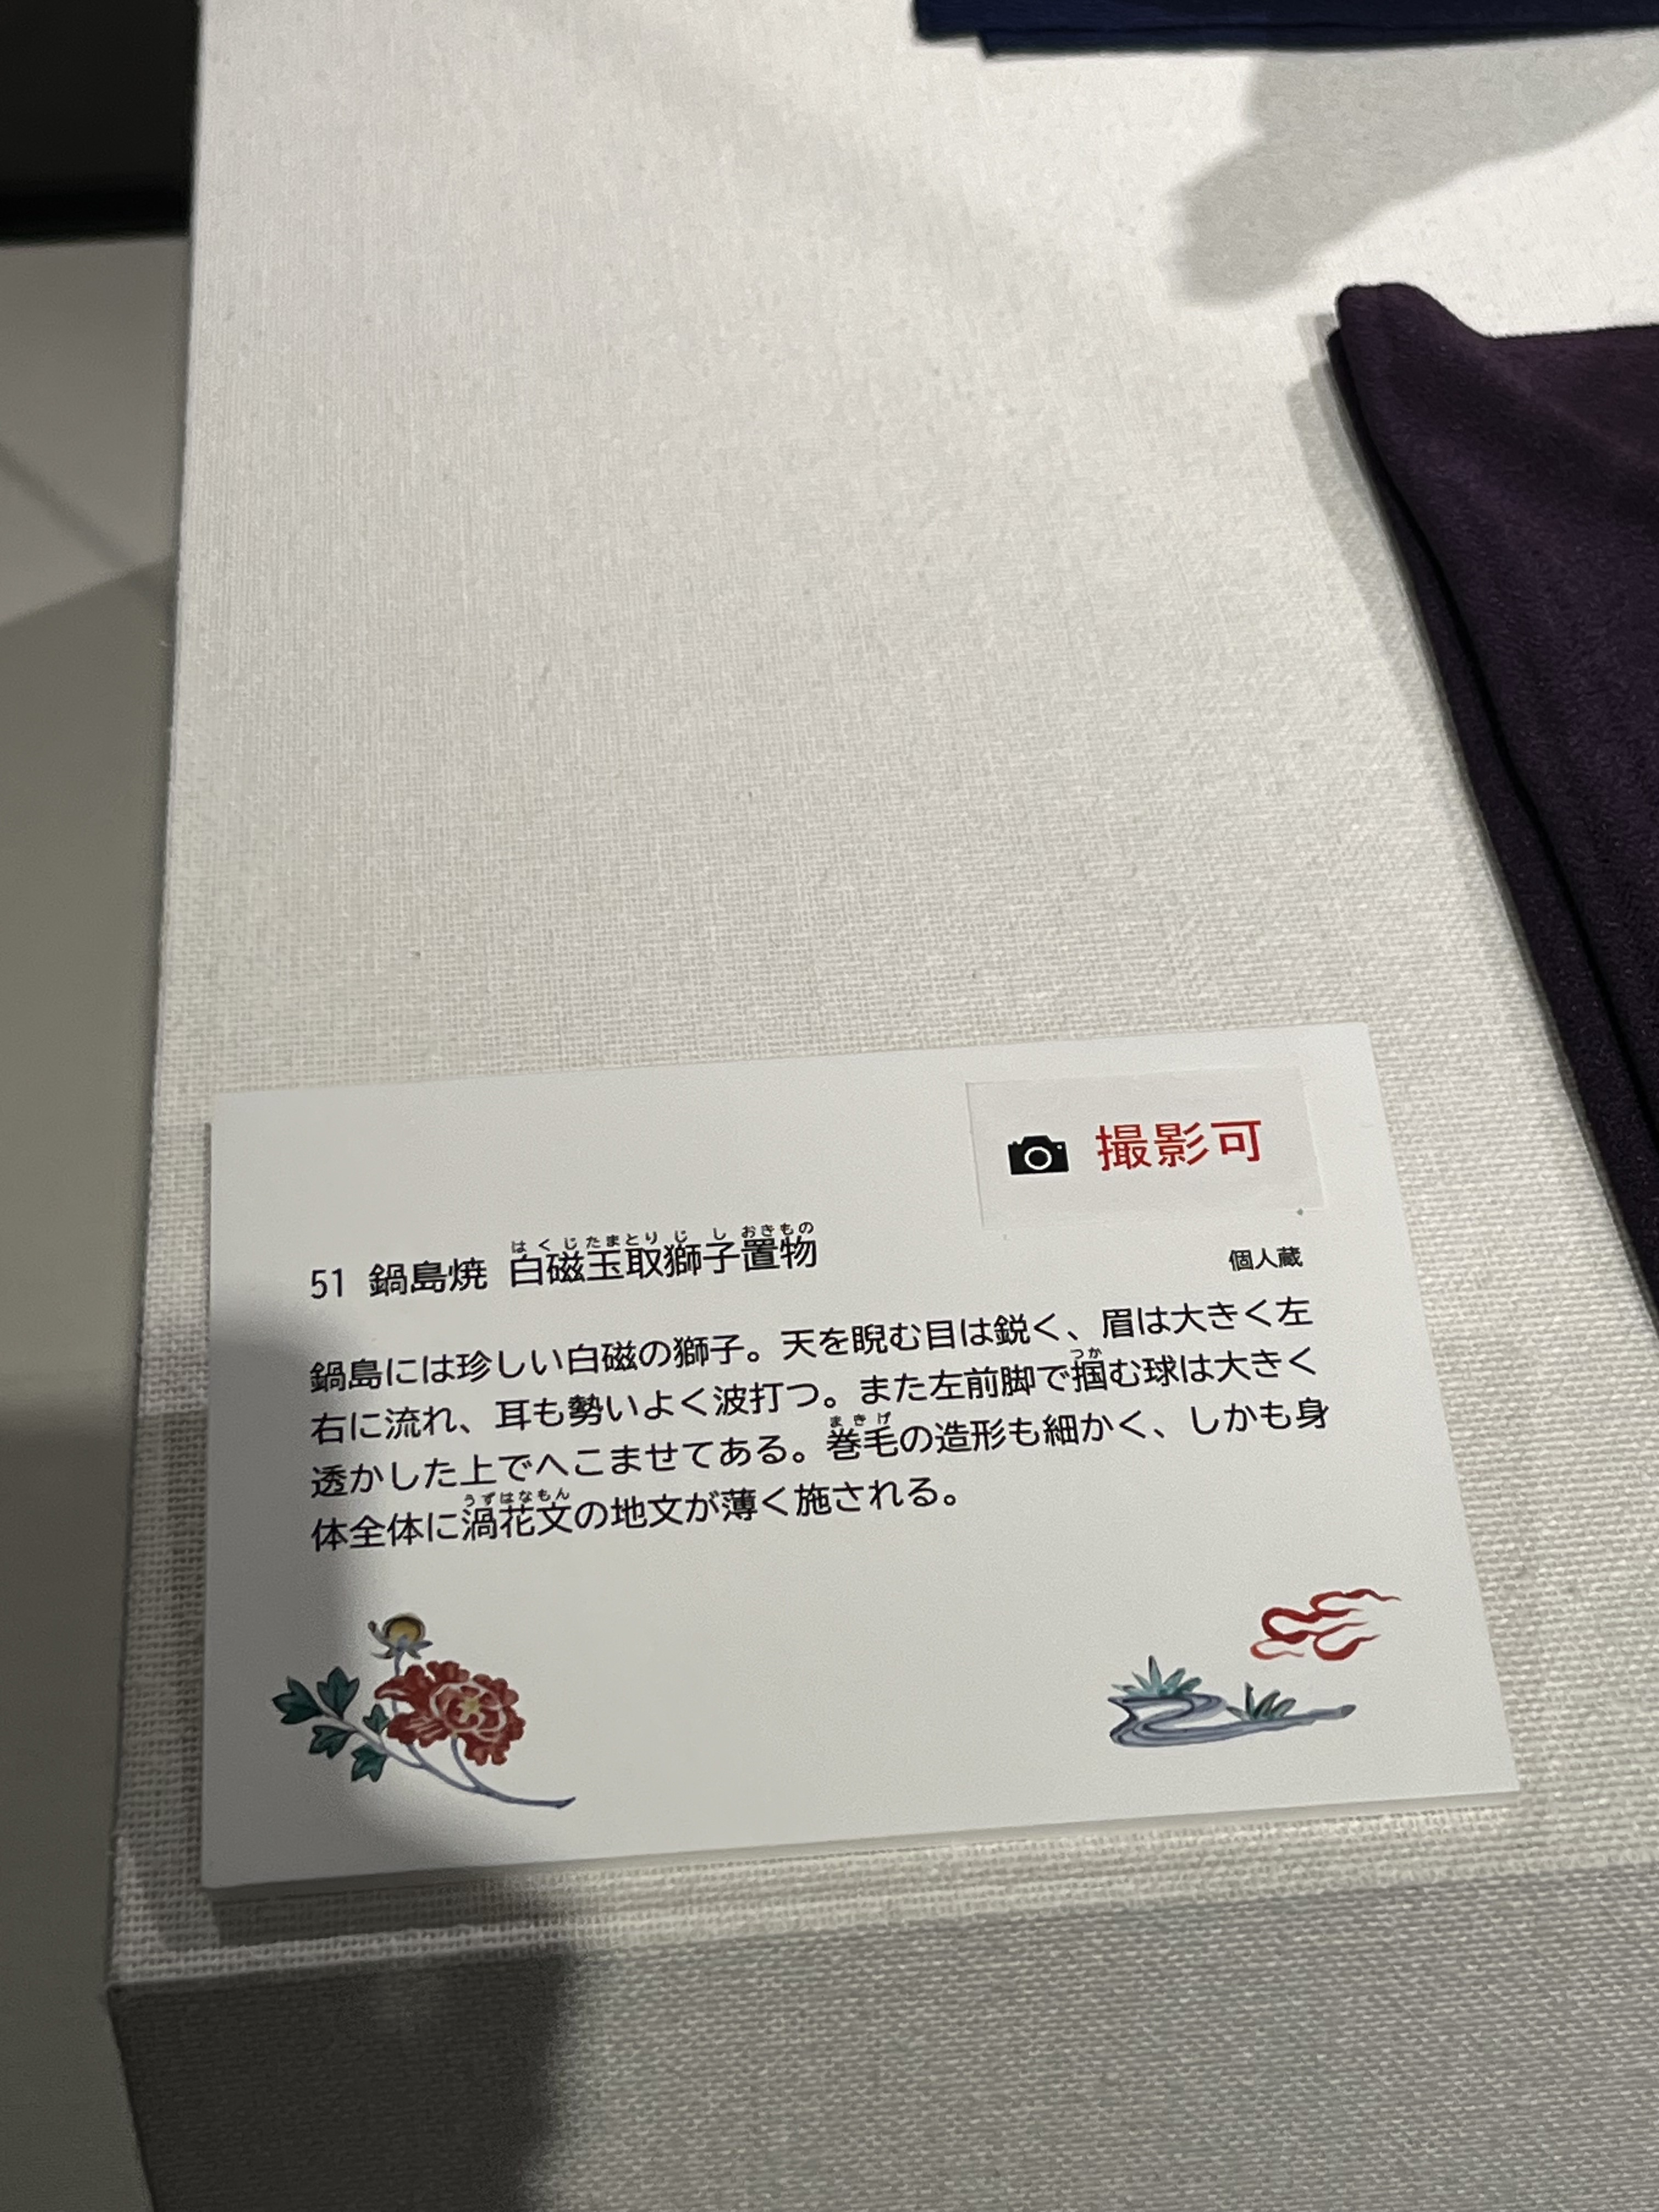 撮影可
51 鍋島焼 白磁玉取獅子置物
はくじたまとりじしおきもの
個人蔵
鍋島には珍しい白磁の獅子。天を睨む目は鋭く、眉は大きく左
右に流れ、耳も勢いよく波打つ。また左前脚で掴む球は大きく
つか
透かした上でへこませてある。巻毛の造形も細かく、しかも身
まきげ
体全体に渦花文の地文が薄く施される。
うずはなもん